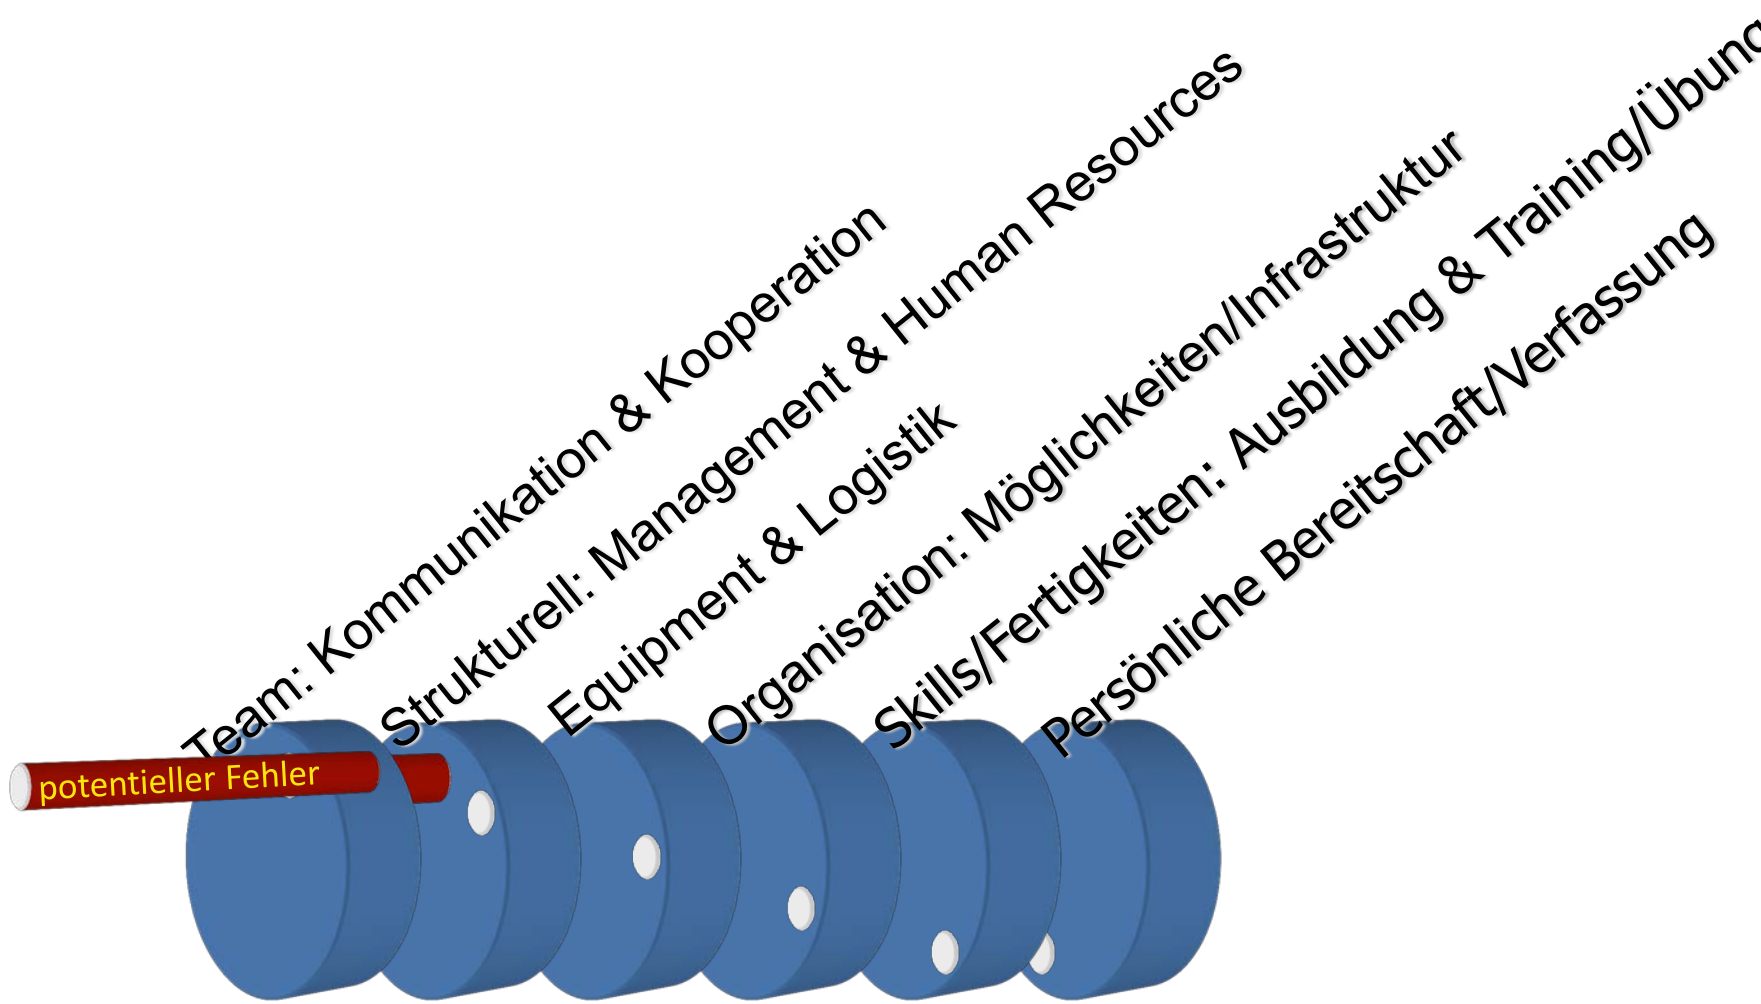 Team: Kommunikation & Kooperation
Strukturell: Management & Human Resources
Equipment & Logistik
Organisation: Möglichkeiten/Infrastruktur
Skills/Fertigkeiten: Ausbildung & Training/Übung
Persönliche Bereitschaft/Verfassung
potentieller Fehler